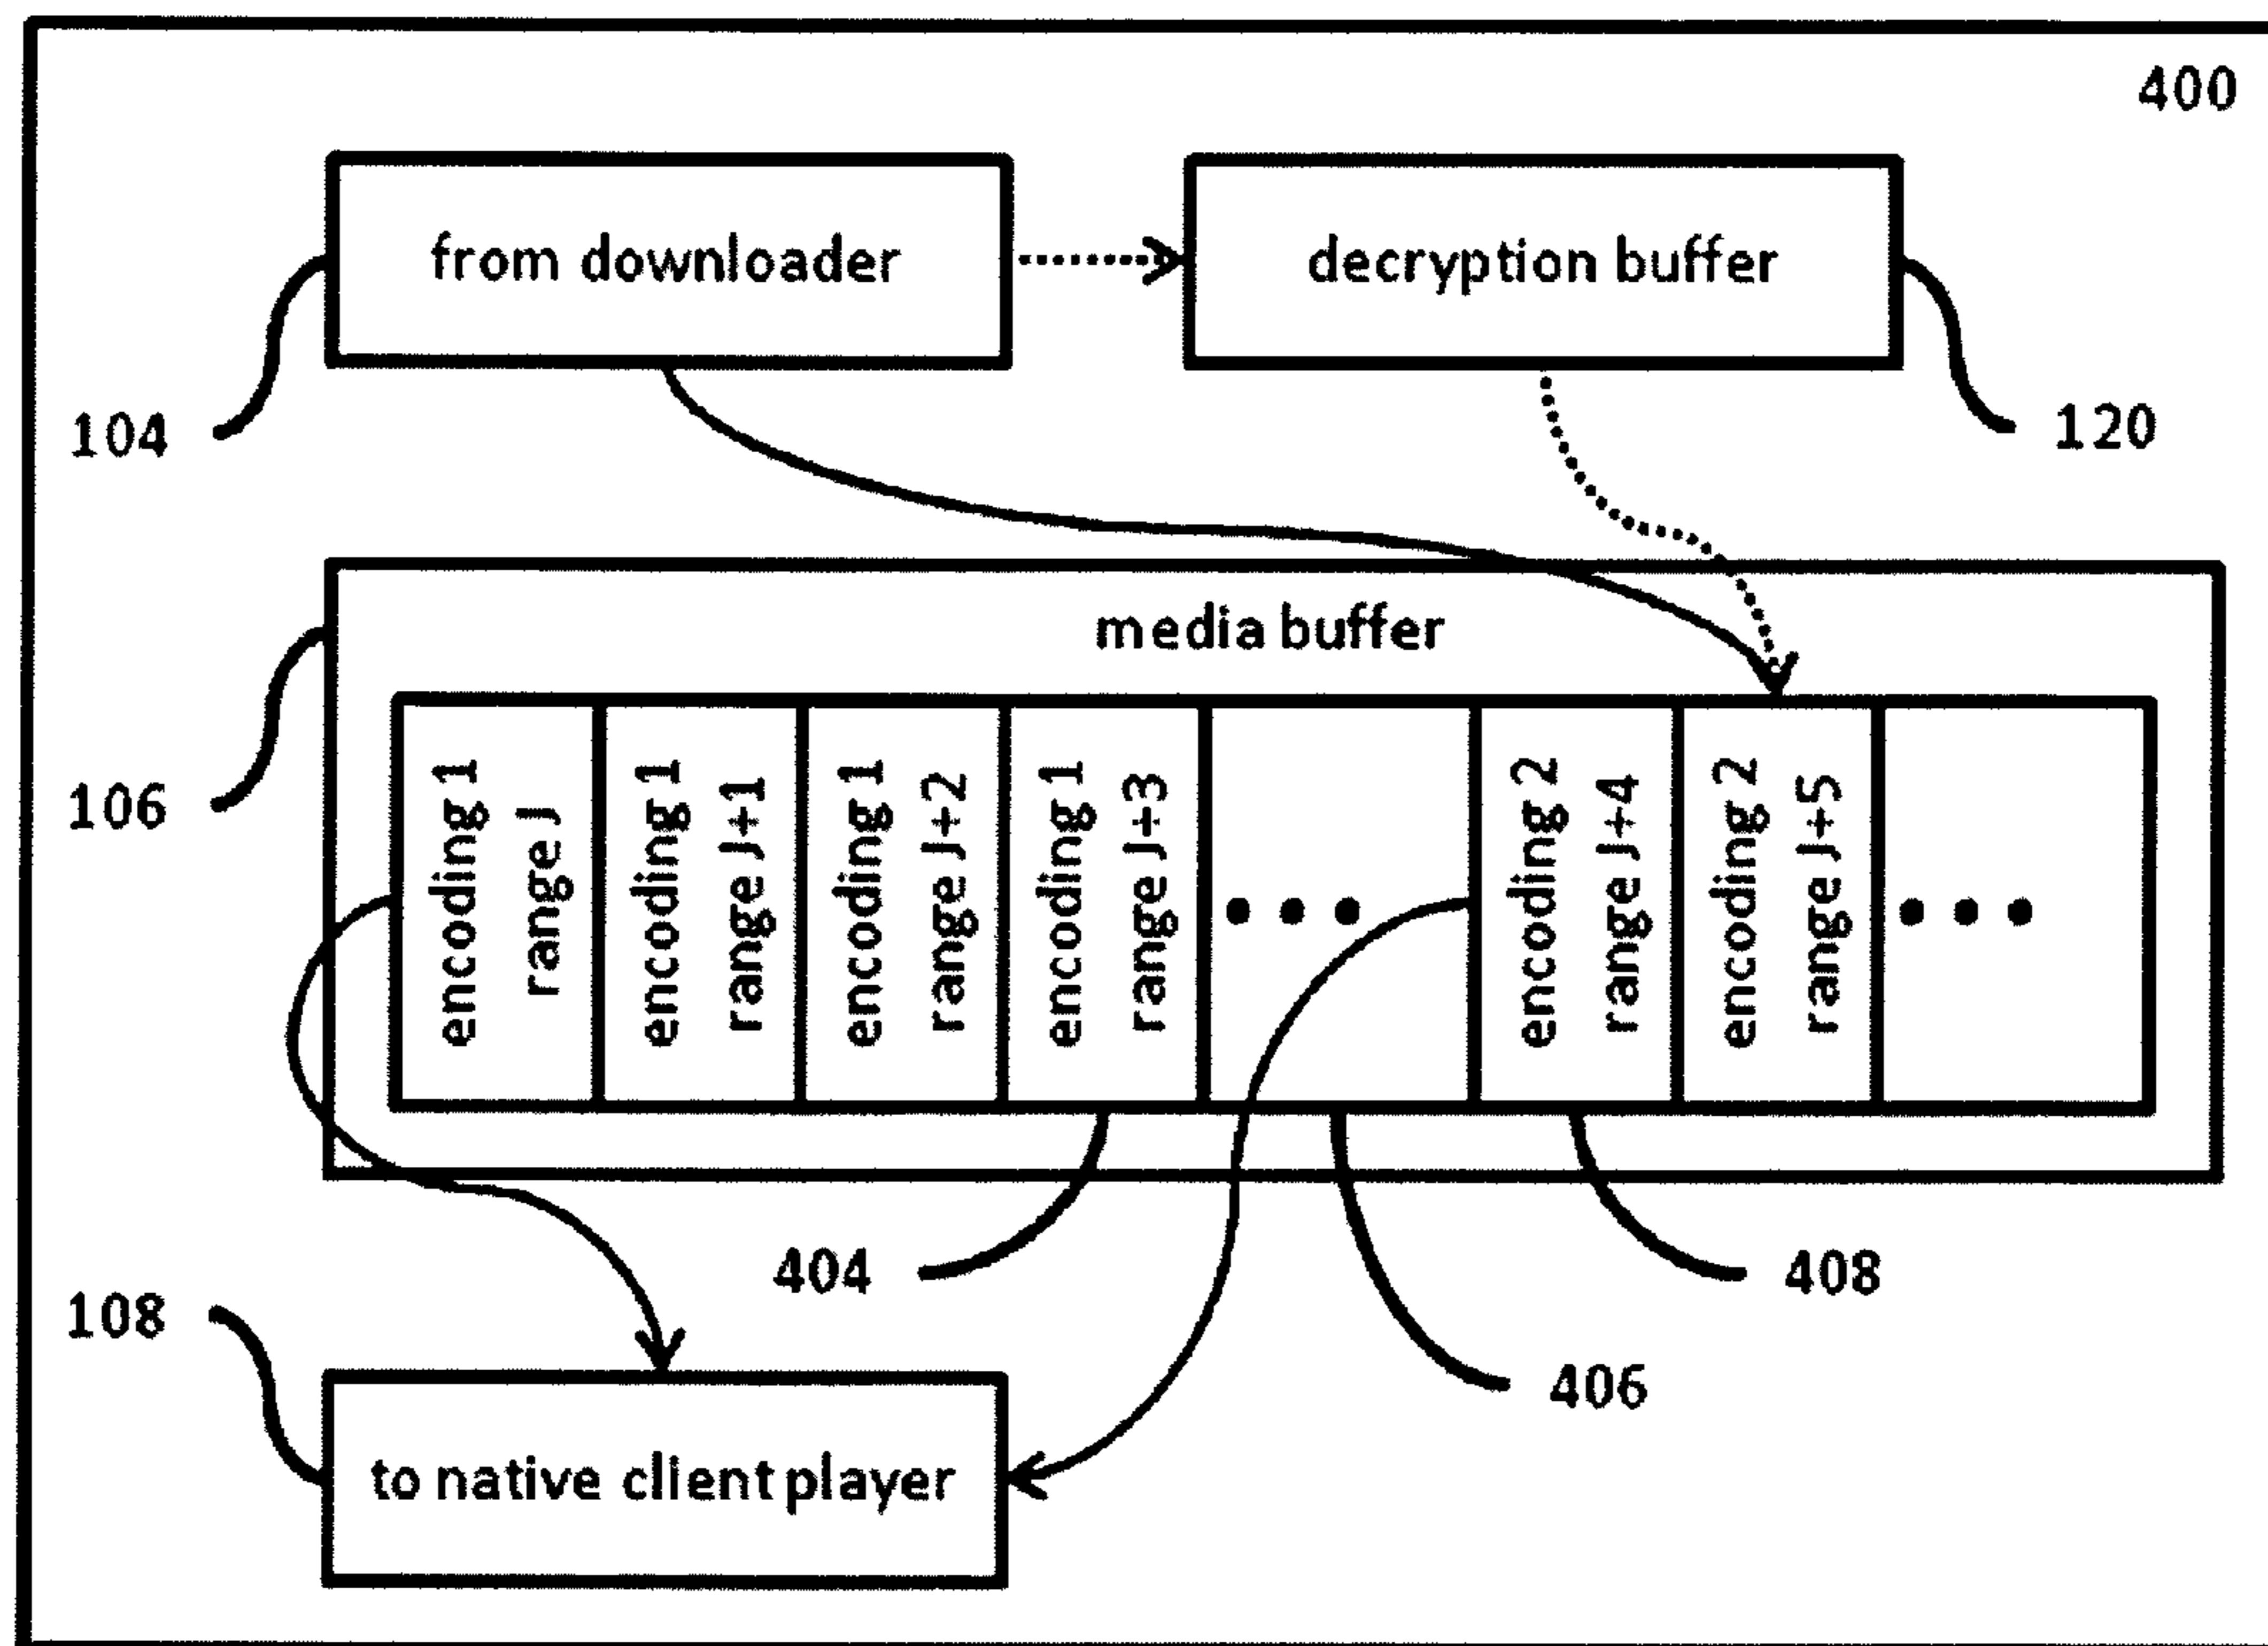 400
from downloader
decryption buffer
104
120
media buffer
106
encoding 1
range J
encoding 1
range J+1
encoding 1
range J+2
encoding 1
range J+3
• • •
encoding 2
range J+4
encoding 2
range J+5
• • •
404
408
108
406
to native client player